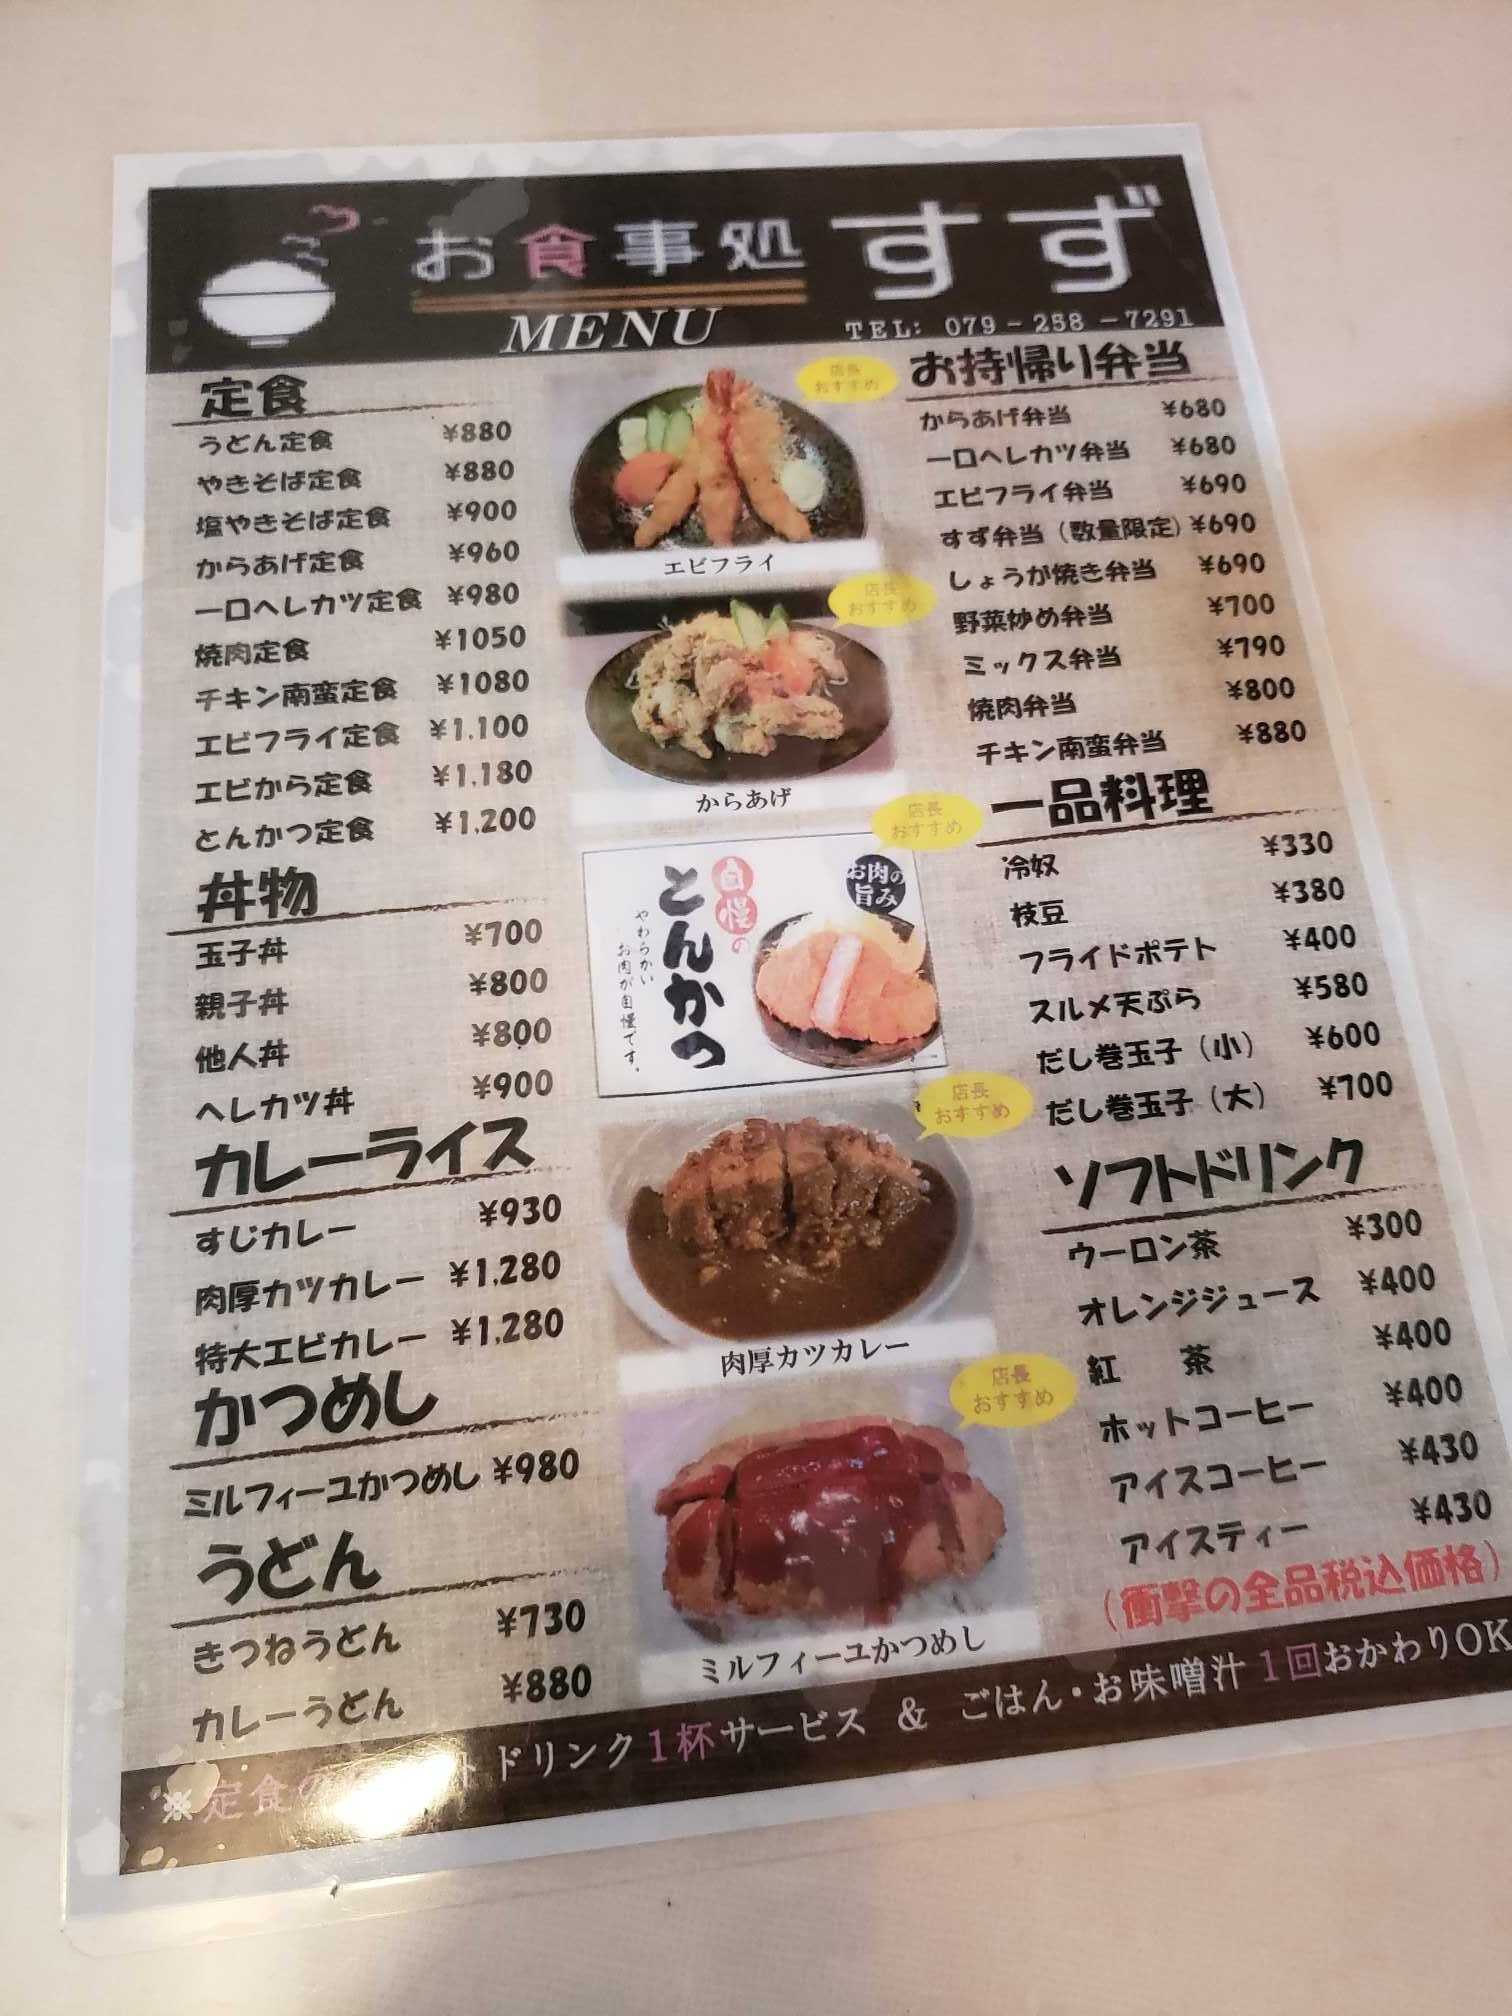 お食事処 すず
MENU
TEL: 079-258-7291
定食
うどん定食 ¥880
やきそば定食 ¥880
塩やきそば定食 ¥900
からあげ定食 ¥960
一口ヘレカツ定食 ¥980
焼肉定食 ¥1050
チキン南蛮定食 ¥1080
エビフライ定食 ¥1,100
エビから定食 ¥1,180
とんかつ定食 ¥1,200
丼物
玉子丼 ¥700
親子丼 ¥800
他人丼 ¥800
ヘレカツ丼 ¥900
カレーライス
すじカレー ¥930
肉厚カツカレー ¥1,280
特大エビカレー ¥1,280
かつめし
ミルフィーユかつめし ¥980
うどん
きつねうどん ¥730
カレーうどん ¥880
店長
おすすめ
エビフライ
店長
おすすめ
からあげ
店長
おすすめ
お肉の
旨み
自慢の
とんかつ
やわらかい
お肉が自慢です。
店長
おすすめ
肉厚カツカレー
店長
おすすめ
ミルフィーユかつめし
お持帰り弁当
からあげ弁当 ¥680
一口ヘレカツ弁当 ¥680
エビフライ弁当 ¥690
すず弁当（数量限定）¥690
しょうが焼き弁当 ¥690
野菜炒め弁当 ¥700
ミックス弁当 ¥790
焼肉弁当 ¥800
チキン南蛮弁当 ¥880
一品料理
冷奴 ¥330
枝豆 ¥380
フライドポテト ¥400
スルメ天ぷら ¥580
だし巻玉子（小） ¥600
だし巻玉子（大） ¥700
ソフトドリンク
ウーロン茶 ¥300
オレンジジュース ¥400
紅 茶 ¥400
ホットコーヒー ¥400
アイスコーヒー ¥430
アイスティー ¥430
（衝撃の全品税込価格）
※定食の ドリンク1杯サービス & ごはん・お味噌汁1回おかわりOK